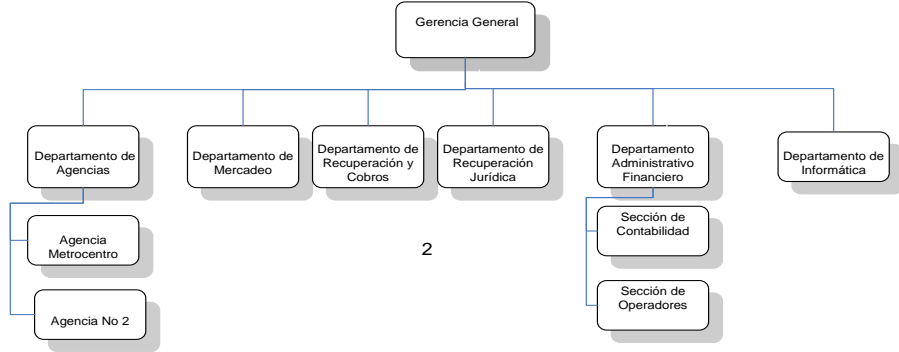 Gerencia General
Departamento de
Agencias
Departamento de
Mercadeo
Departamento de
Recuperación y
Cobros
Departamento de
Recuperación
Jurídica
Departamento
Administrativo
Financiero
Departamento de
Informática
Agencia
Metrocentro
Sección de
Contabilidad
2
Agencia No 2
Sección de
Operadores